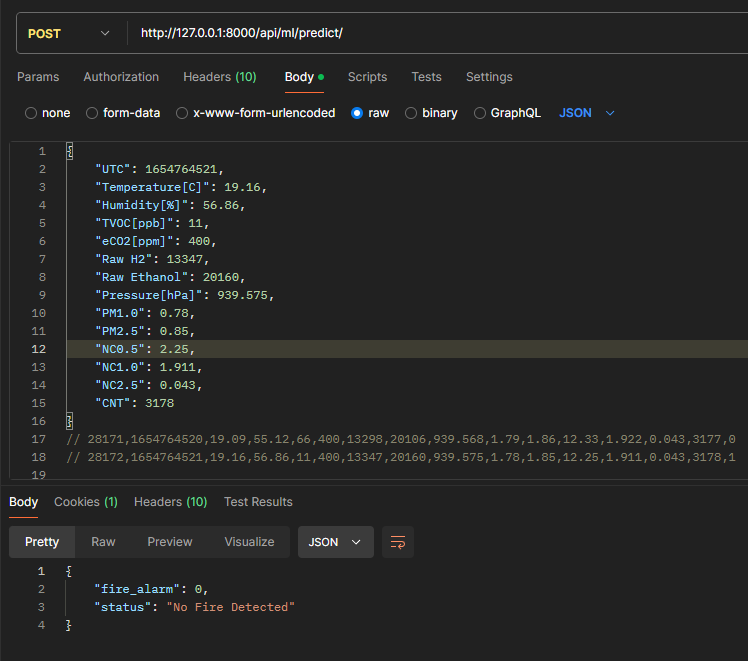 POST http://127.0.0.1:8000/api/ml/predict/
Params Authorization Headers (10) Body Scripts Tests Settings
none form-data x-www-form-urlencoded raw binary GraphQL JSON
1 {
2 "UTC": 1654764521,
3 "Temperature[C]": 19.16,
4 "Humidity[%]": 56.86,
5 "TVOC[ppb]": 11,
6 "eCO2[ppm]": 400,
7 "Raw H2": 13347,
8 "Raw Ethanol": 20160,
9 "Pressure[hPa]": 939.575,
10 "PM1.0": 0.78,
11 "PM2.5": 0.85,
12 "NC0.5": 2.25,
13 "NC1.0": 1.911,
14 "NC2.5": 0.043,
15 "CNT": 3178
16 }
17 // 28171,1654764520,19.09,55.12,66,400,13298,20106,939.568,1.79,1.86,12.33,1.922,0.043,3177,0
18 // 28172,1654764521,19.16,56.86,11,400,13347,20160,939.575,1.78,1.85,12.25,1.911,0.043,3178,1
19
Body Cookies (1) Headers (10) Test Results
Pretty Raw Preview Visualize JSON
1 {
2 "fire_alarm": 0,
3 "status": "No Fire Detected"
4 }